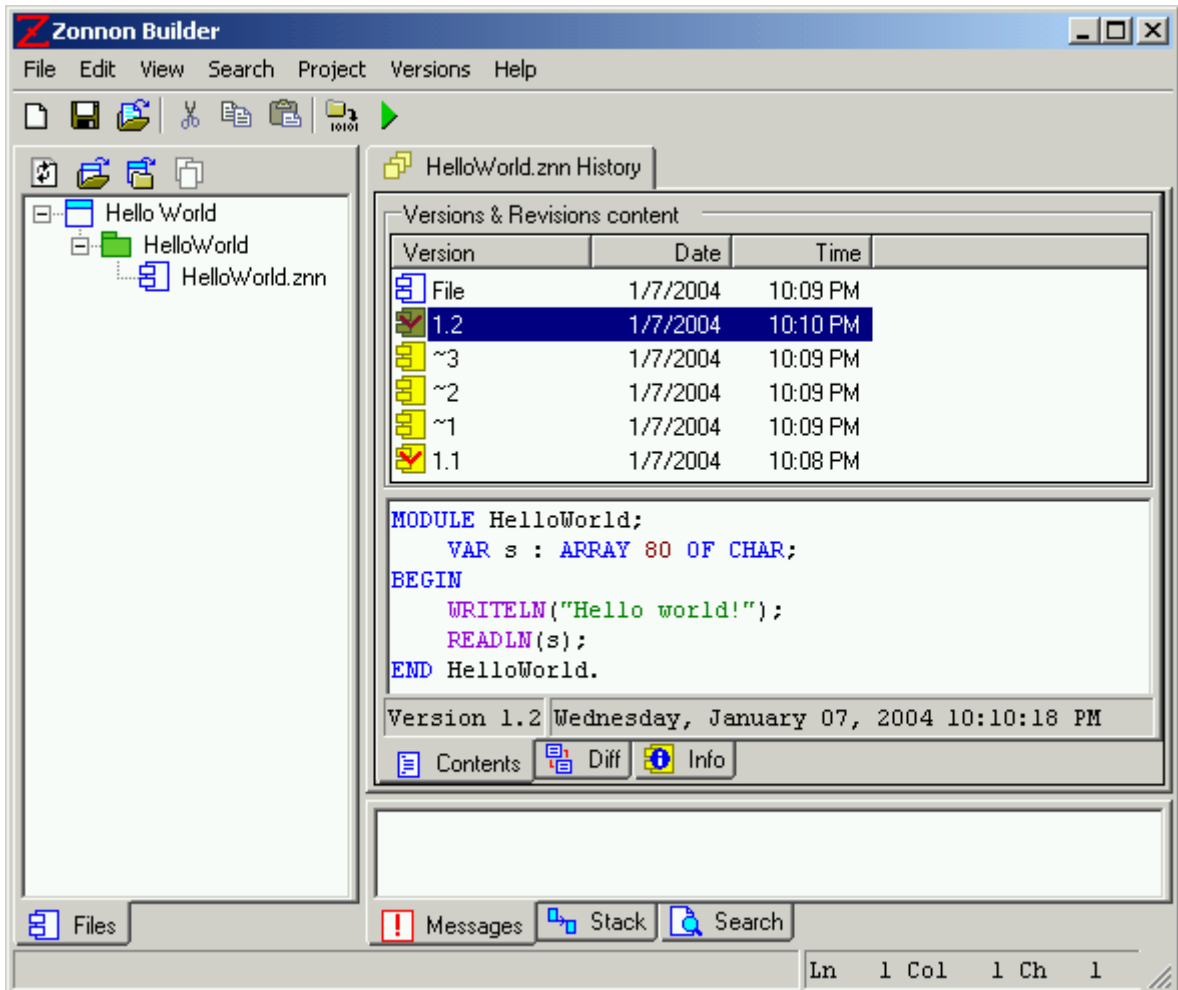 Zonnon Builder
File Edit View Search Project Versions Help
Hello World
HelloWorld
HelloWorld.znn
Files
HelloWorld.znn History
Versions & Revisions content
Version Date Time
File 1/7/2004 10:09 PM
1.2 1/7/2004 10:10 PM
~3 1/7/2004 10:09 PM
~2 1/7/2004 10:09 PM
~1 1/7/2004 10:09 PM
1.1 1/7/2004 10:08 PM
MODULE HelloWorld;
VAR s : ARRAY 80 OF CHAR;
BEGIN
WRITELN("Hello world!");
READLN(s);
END HelloWorld.
Version 1.2 Wednesday, January 07, 2004 10:10:18 PM
Contents Diff Info
Messages Stack Search
Ln 1 Col 1 Ch 1